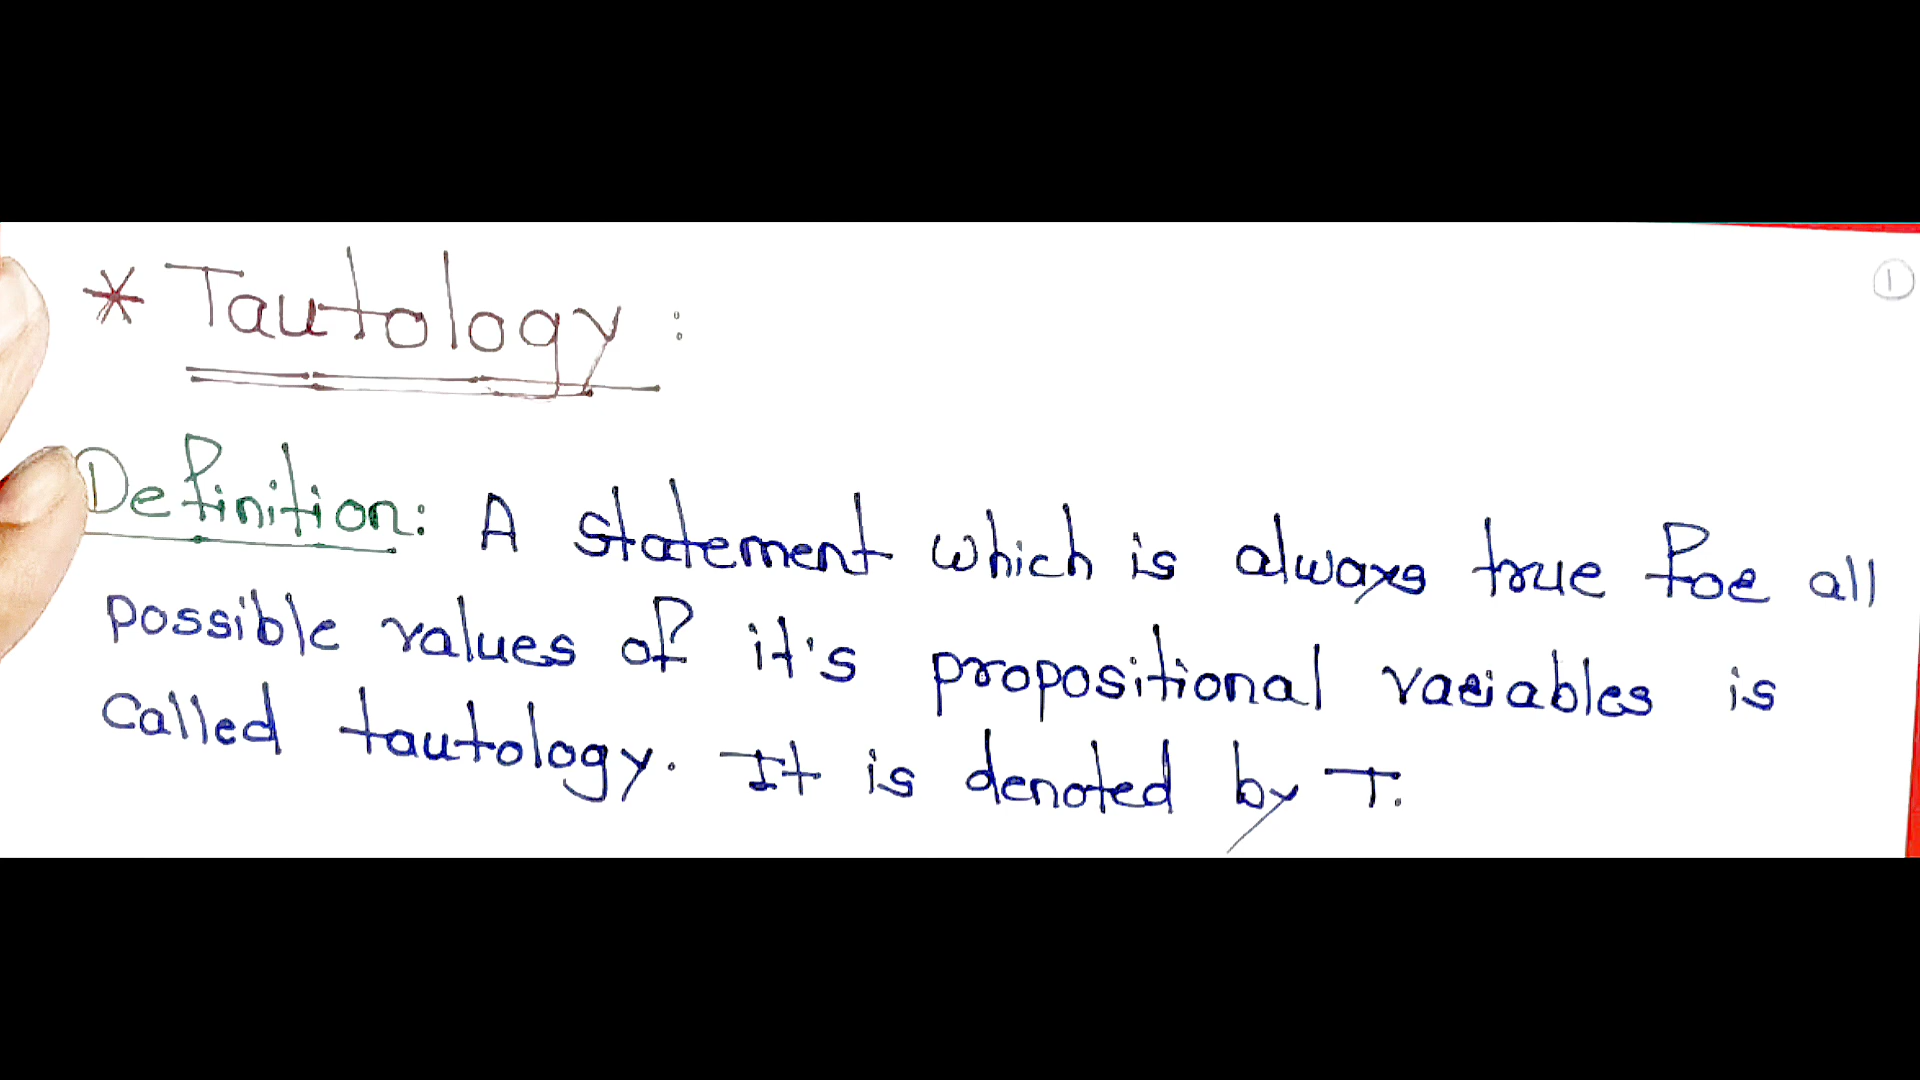 * Tautology :
1
Definition: A statement which is always true for all
possible values of it's propositional variables is
called tautology. It is denoted by T.